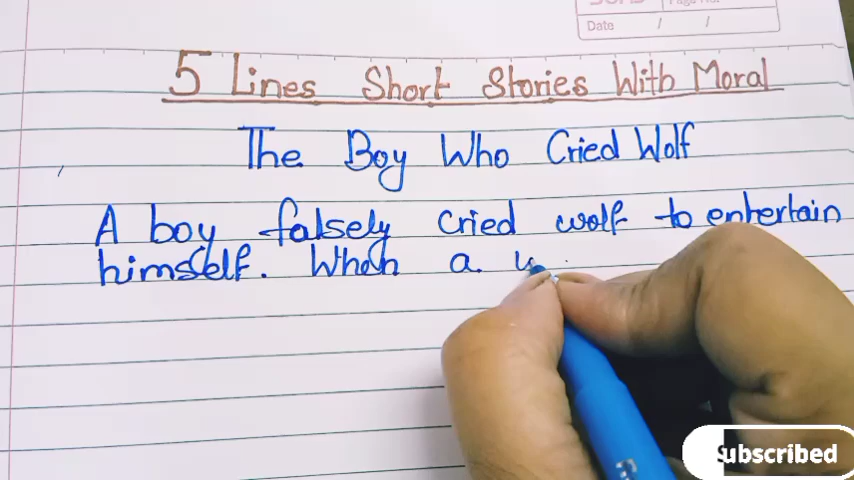 Date / /
5 Lines Short Stories With Moral
The Boy Who Cried Wolf
A boy falsely cried wolf to entertain
himself. When a
ubscribed